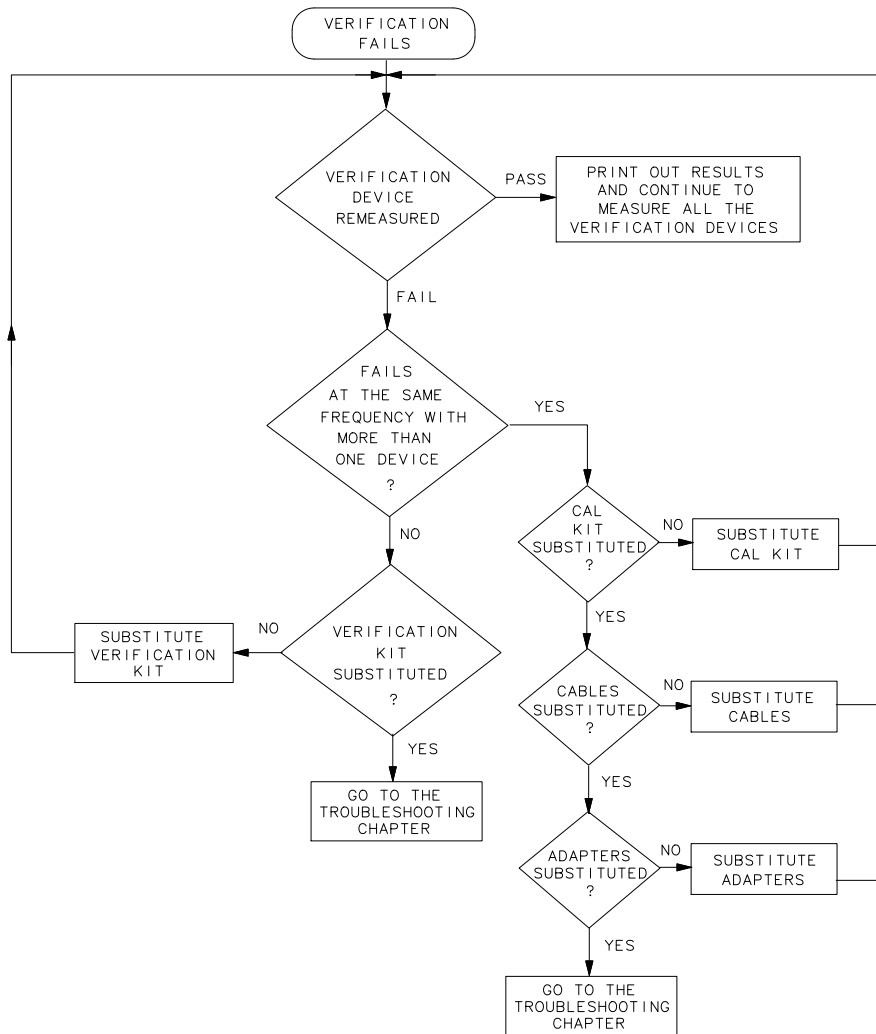 VERIFICATION
FAILS
VERIFICATION
DEVICE
REMEASURED
PASS
PRINT OUT RESULTS
AND CONTINUE TO
MEASURE ALL THE
VERIFICATION DEVICES
FAIL
FAILS
AT THE SAME
FREQUENCY WITH
MORE THAN
ONE DEVICE
?
YES
CAL
KIT
SUBSTITUTED
?
NO
SUBSTITUTE
CAL KIT
NO
VERIFICATION
KIT
SUBSTITUTED
?
NO
SUBSTITUTE
VERIFICATION
KIT
YES
GO TO THE
TROUBLESHOOTING
CHAPTER
YES
CABLES
SUBSTITUTED
?
NO
SUBSTITUTE
CABLES
YES
ADAPTERS
SUBSTITUTED
?
NO
SUBSTITUTE
ADAPTERS
YES
GO TO THE
TROUBLESHOOTING
CHAPTER